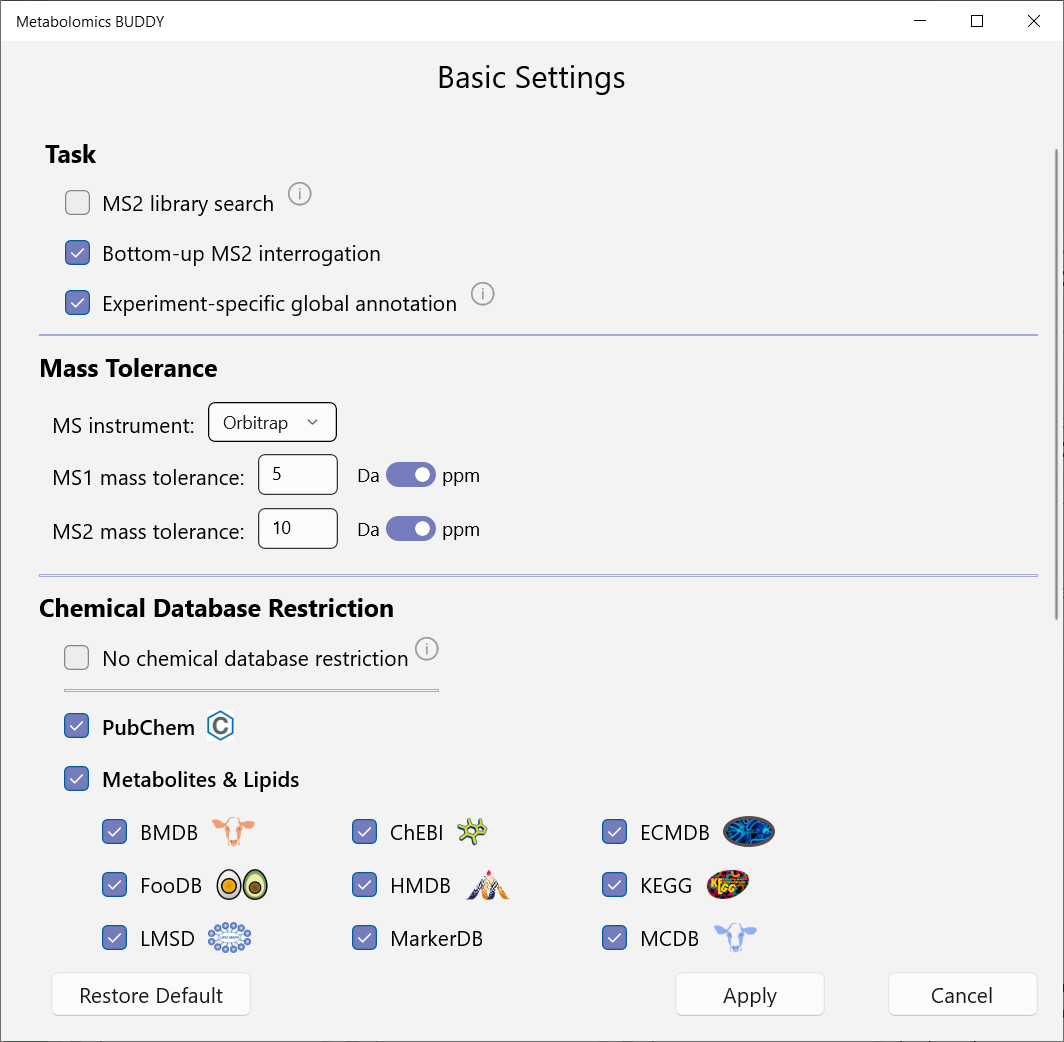 Metabolomics BUDDY
Basic Settings
Task
MS2 library search
Bottom-up MS2 interrogation
Experiment-specific global annotation
Mass Tolerance
MS instrument: Orbitrap
MS1 mass tolerance: 5 Da ppm
MS2 mass tolerance: 10 Da ppm
Chemical Database Restriction
No chemical database restriction
PubChem
Metabolites & Lipids
BMDB ChEBI ECMDB
FooDB HMDB KEGG
LMSD MarkerDB MCDB
Restore Default Apply Cancel